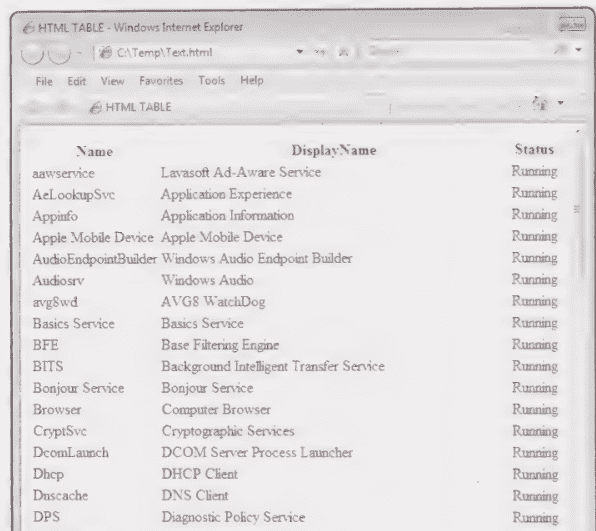 HTML TABLE - Windows Internet Explorer
C:\Temp\Text.html
File Edit View Favorites Tools Help
HTML TABLE
Name DisplayName Status
aawservice Lavasoft Ad-Aware Service Running
AeLookupSvc Application Experience Running
Appinfo Application Information Running
Apple Mobile Device Apple Mobile Device Running
AudioEndpointBuilder Windows Audio Endpoint Builder Running
Audiosrv Windows Audio Running
avg8wd AVG8 WatchDog Running
Basics Service Basics Service Running
BFE Base Filtering Engine Running
BITS Background Intelligent Transfer Service Running
Bonjour Service Bonjour Service Running
Browser Computer Browser Running
CryptSvc Cryptographic Services Running
DcomLaunch DCOM Server Process Launcher Running
Dhcp DHCP Client Running
Dnscache DNS Client Running
DPS Diagnostic Policy Service Running